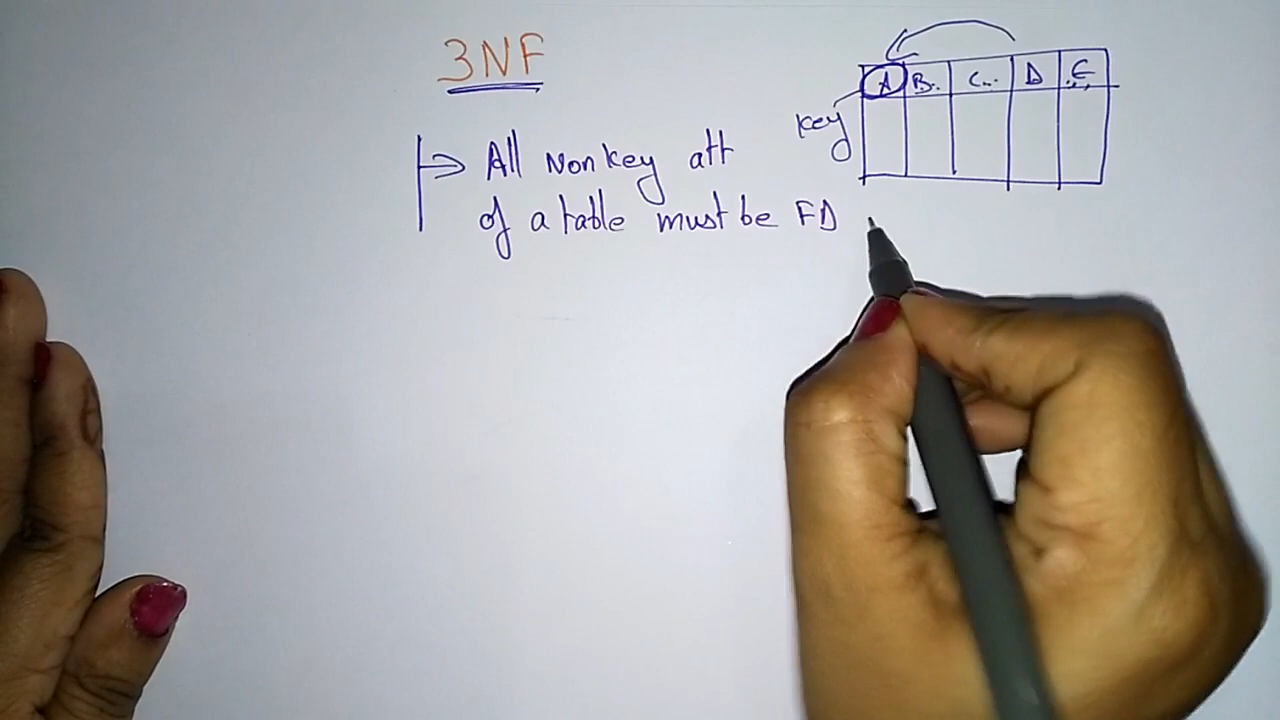 3NF
A B. C.. D E
key
All Non key att
of a table must be FD